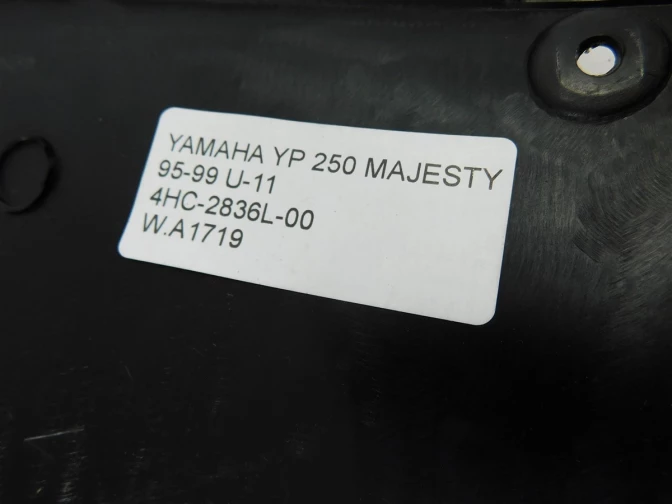 YAMAHA YP 250 MAJESTY
95-99 U-11
4HC-2836L-00
W.A1719